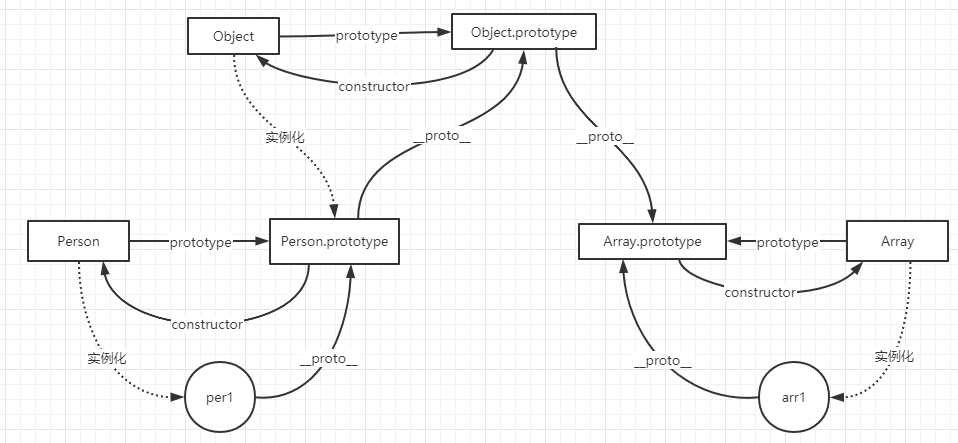 Object
prototype
Object.prototype
constructor
实例化
__proto__
__proto__
Person
prototype
Person.prototype
Array.prototype
prototype
Array
constructor
constructor
实例化
__proto__
__proto__
实例化
per1
arr1